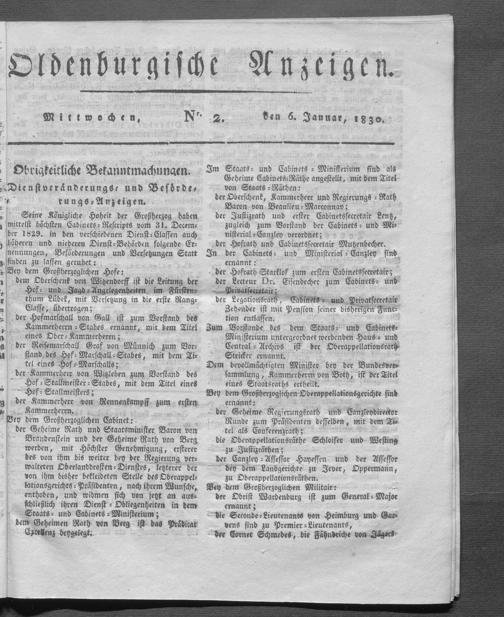 Oldenburgische Anzeigen.
Mittwochen, Nr. 2. den 6. Januar, 1830.
Obrigkeitliche Bekanntmachungen.
Dienstveränderungs- und Beförde-
rungs-Anzeigen.
Seine Königliche Hoheit der Großherzog haben
mittelst höchsten Cabinets-Rescripts vom 31. Decem-
ber 1829. in den verschiedenen Dienst-Classen auch
höheren und niederen Dienst-Behörden folgende Er-
nennungen, Beförderungen und Versetzungen Statt
finden zu lassen geruhet:
Bey dem Großherzoglichen Hofe:
dem Oberschenk von Witzendorff ist die Leitung der
Hof- und Jagd-Angelegenheiten im Fürsten-
thum Lübek, mit Versetzung in die erste Rang-
Classe, übertragen;
der Hofmarschall von Gall ist zum Vorstand des
Kammerherrn-Stabes ernannt, mit dem Titel
eines Ober-Kammerherrn;
der Reisemarschall Graf von Münnich zum Vor-
stand des Hof-Marschall-Stabes, mit dem Ti-
tel eines Hof-Marschalls;
der Kammerherr von Witzleben zum Vorstand des
Hof-Stallmeister-Stabes, mit dem Titel eines
Hof-Stallmeisters;
der Kammerherr von Rennenkampff zum ersten
Kammerherrn.
Bey dem Großherzoglichen Cabinet:
der Geheime Rath und Staatsminister Baron von
Brandenstein und der Geheime Rath von Berg
werden, mit Höchster Genehmigung, ersterer
des von ihm bis weiter bey der Regierung ver-
walteten Oberlanddrosten-Dienstes, letzterer der
von ihm bisher bekleideten Stelle des Oberappel-
lationsgerichts-Präsidenten, nach ihrem Wunsche,
enthoben, und widmen sich von jetzt an aus-
schließlich ihren Dienst-Obliegenheiten in dem
Staats- und Cabinets-Ministerium;
dem Geheimen Rath von Berg ist das Prädicat
Excellenz beygelegt.
Im Staats- und Cabinets-Ministerium sind als
Geheime Cabinets-Räthe angestellt, mit dem Titel
von Staats-Räthen:
der Oberschenk, Kammerherr und Regierungs-Rath
Baron von Beaulieu-Marconnay;
der Justizrath und erster Cabinetssecretair Lentz,
zugleich zum Vorstand der Cabinets- und Mi-
nisterial-Canzley verordnet;
der Hofrath und Cabinetssecretair Mutzenbecher.
In der Cabinets- und Ministerial-Canzley sind
ernannt:
der Hofrath Starklof zum ersten Cabinetssecretair;
der Lecteur Dr. Eisendecher zum Cabinets- und
Privatsecretair;
der Legationsrath, Cabinets- und Privatsecretair
Zehender ist mit Pension seiner bisherigen Func-
tion entlassen.
Zum Vorstande des dem Staats- und Cabinets-
Ministerium untergeordnet werdenden Haus- und
Central-Archivs ist der Oberappellationsrath
Stricker ernannt.
Dem bevollmächtigten Minister bey der Bundesver-
sammlung, Kammerherrn von Both, ist der Titel
eines Staatsraths ertheilt.
Bey dem Großherzoglichen Oberappellationsgerichte sind
ernannt:
der Geheime Regierungsrath und Canzleydirector
Runde zum Präsidenten desselben, mit dem Ti-
tel als Conferenzrath;
die Oberappellationsräthe Schloifer und Westing
zu Justizräthen;
der Canzley-Assessor Hayessen und der Assessor
bey dem Landgerichte zu Jever, Oppermann,
zu Oberappellationsräthen.
Bey dem Großherzoglichen Militair:
der Obrist Wardenburg ist zum General-Major
ernannt;
die Seconde-Lieutenants von Heimburg und Gay-
vens sind zu Premier-Lieutenants,
der Cornet Schmedes, die Fähndriche von Jägers-